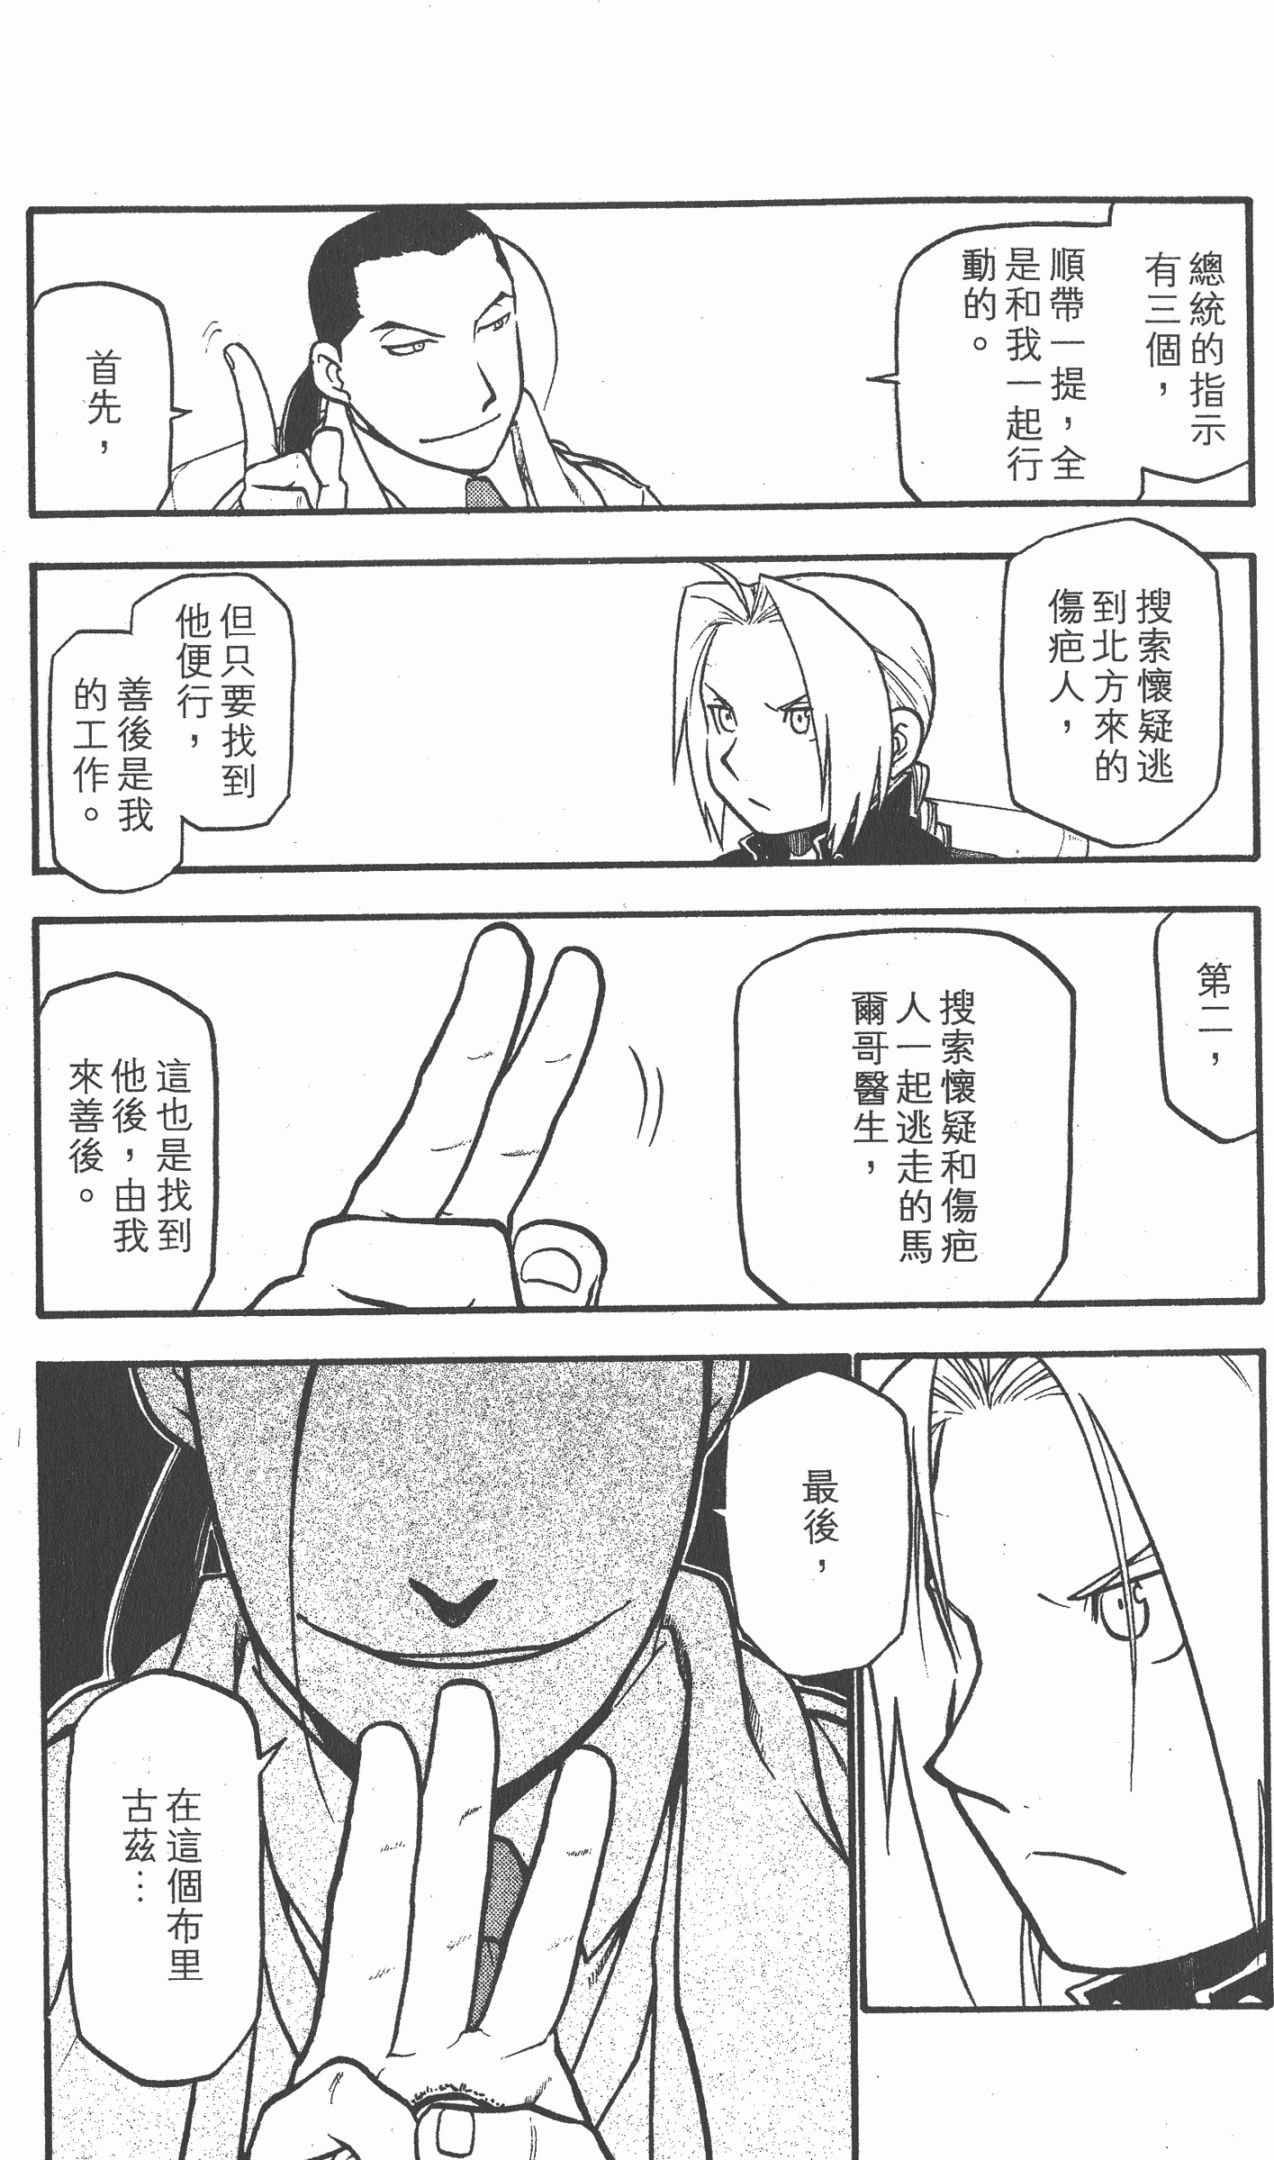 總統的指示
有三個，
順帶一提，全
是和我一起行
動的。
首先，
搜索懷疑逃
到北方來的
傷疤人，
但只要找到
他便行，
善後是我
的工作。
第二，
搜索懷疑和傷疤
人一起逃走的馬
爾哥醫生，
這也是找到
他後，由我
來善後。
最後，
在這個布里
古茲…